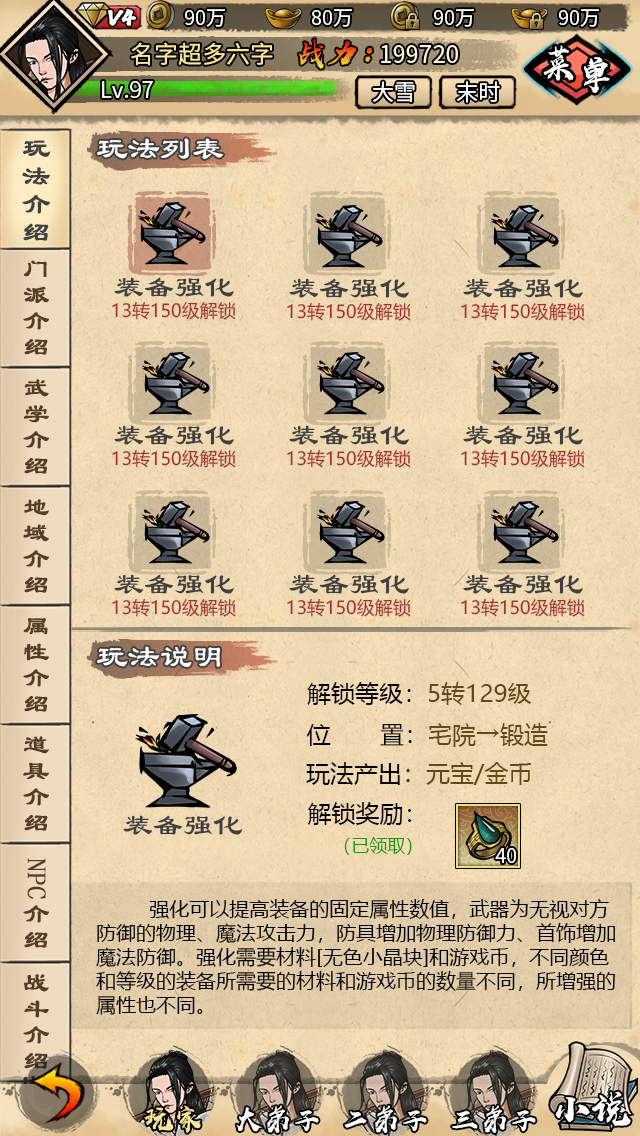 V4 90万 80万 90万 90万
名字超多六字 战力：199720
菜单
Lv.97 大雪 末时
玩法介绍
门派介绍
武学介绍
地域介绍
属性介绍
道具介绍
NPC介绍
战斗介绍
玩法列表
装备强化 装备强化 装备强化
13转150级解锁 13转150级解锁 13转150级解锁
装备强化 装备强化 装备强化
13转150级解锁 13转150级解锁 13转150级解锁
装备强化 装备强化 装备强化
13转150级解锁 13转150级解锁 13转150级解锁
玩法说明
装备强化
解锁等级：5转129级
位 置：宅院→锻造
玩法产出：元宝/金币
解锁奖励：
（已领取）
40
强化可以提高装备的固定属性数值，武器为无视对方
防御的物理、魔法攻击力，防具增加物理防御力、首饰增加
魔法防御。强化需要材料[无色小晶块]和游戏币，不同颜色
和等级的装备所需要的材料和游戏币的数量不同，所增强的
属性也不同。
玩家 大弟子 二弟子 三弟子 小说